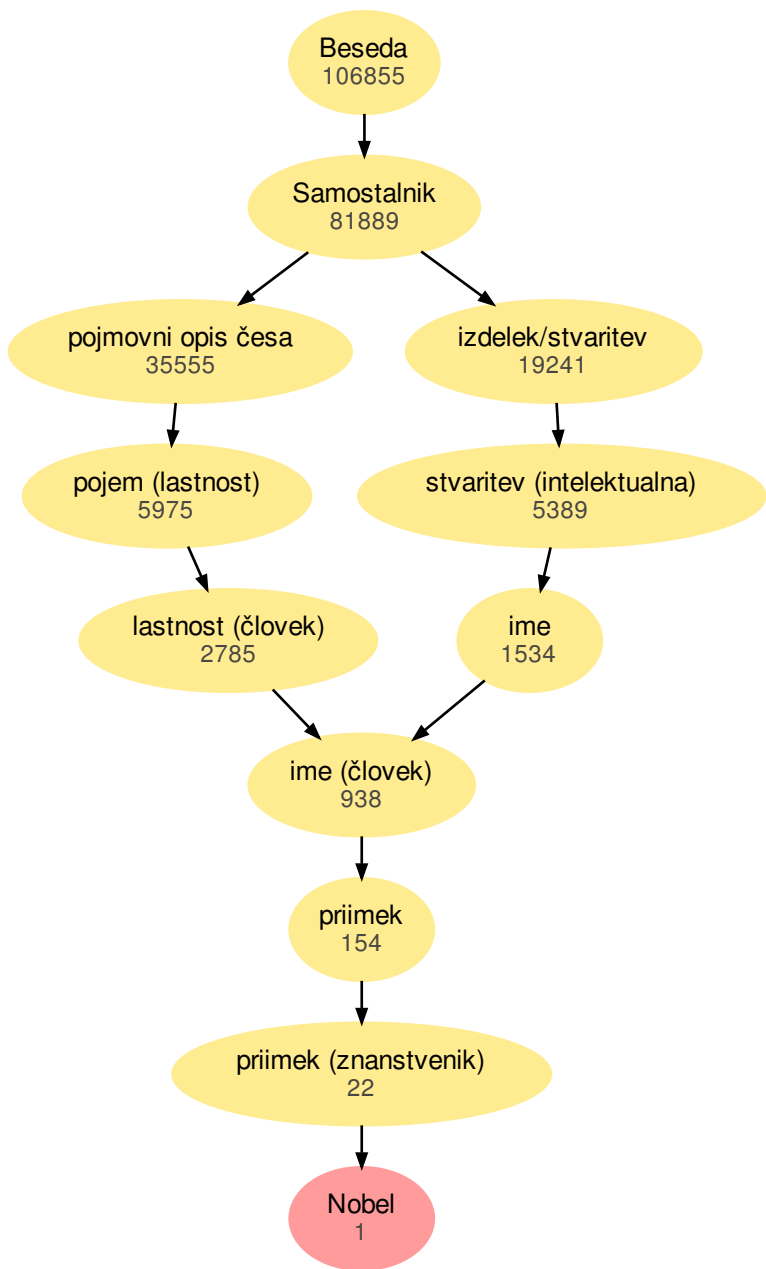 Beseda
106855
Samostalnik
81889
pojmovni opis česa
35555
izdelek/stvaritev
19241
pojem (lastnost)
5975
stvaritev (intelektualna)
5389
lastnost (človek)
2785
ime
1534
ime (človek)
938
priimek
154
priimek (znanstvenik)
22
Nobel
1